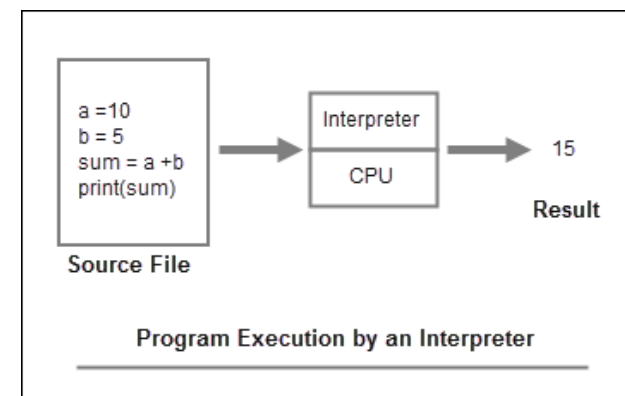 a =10
b = 5
sum = a +b
print(sum)
Source File
Interpreter
CPU
15
Result
Program Execution by an Interpreter